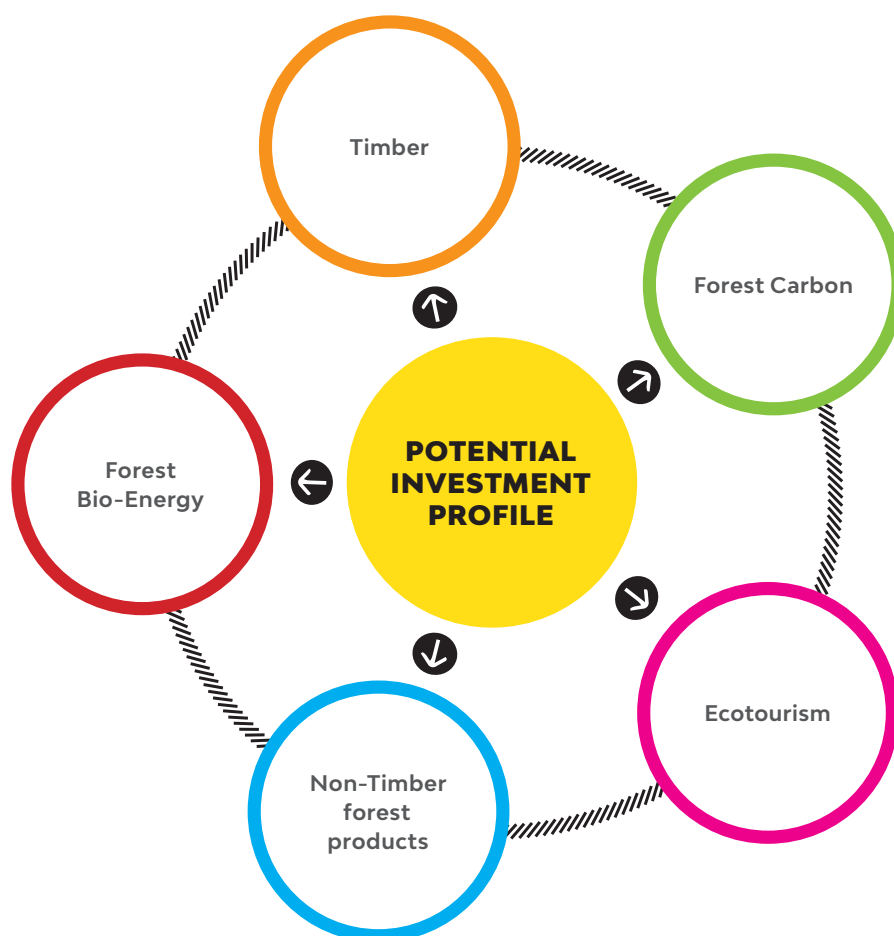 Timber
Forest Carbon
POTENTIAL
INVESTMENT
PROFILE
Forest
Bio-Energy
Ecotourism
Non-Timber
forest
products